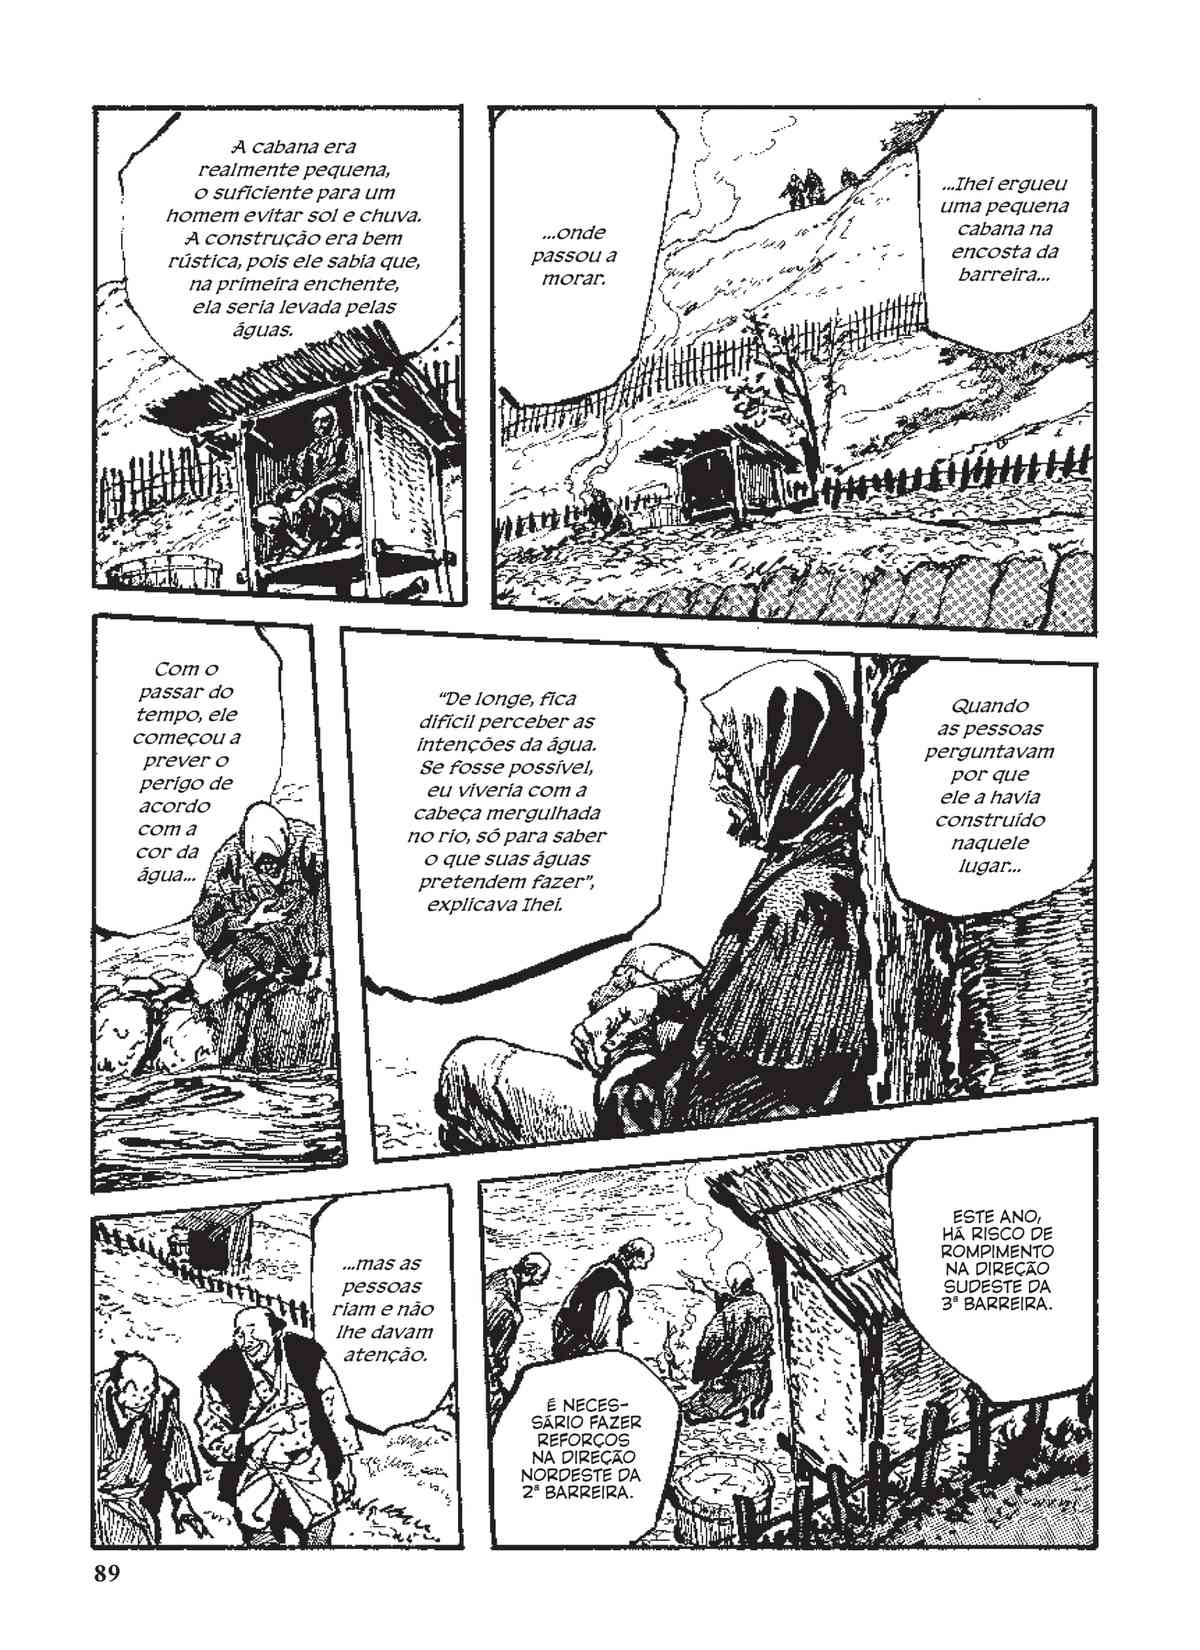 ...Ihei ergueu
uma pequena
cabana na
encosta da
barreira...
...onde
passou a
morar.
A cabana era
realmente pequena,
o suficiente para um
homem evitar sol e chuva.
A construção era bem
rústica, pois ele sabia que,
na primeira enchente,
ela seria levada pelas
águas.
Quando
as pessoas
perguntavam
por que
ele a havia
construído
naquele
lugar...
“De longe, fica
difícil perceber as
intenções da água.
Se fosse possível,
eu viveria com a
cabeça mergulhada
no rio, só para saber
o que suas águas
pretendem fazer”,
explicava Ihei.
Com o
passar do
tempo, ele
começou a
prever o
perigo de
acordo
com a
cor da
água...
ESTE ANO,
HÁ RISCO DE
ROMPIMENTO
NA DIREÇÃO
SUDESTE DA
3ª BARREIRA.
É NECES-
SÁRIO FAZER
REFORÇOS
NA DIREÇÃO
NORDESTE DA
2ª BARREIRA.
...mas as
pessoas
riam e não
lhe davam
atenção.
89